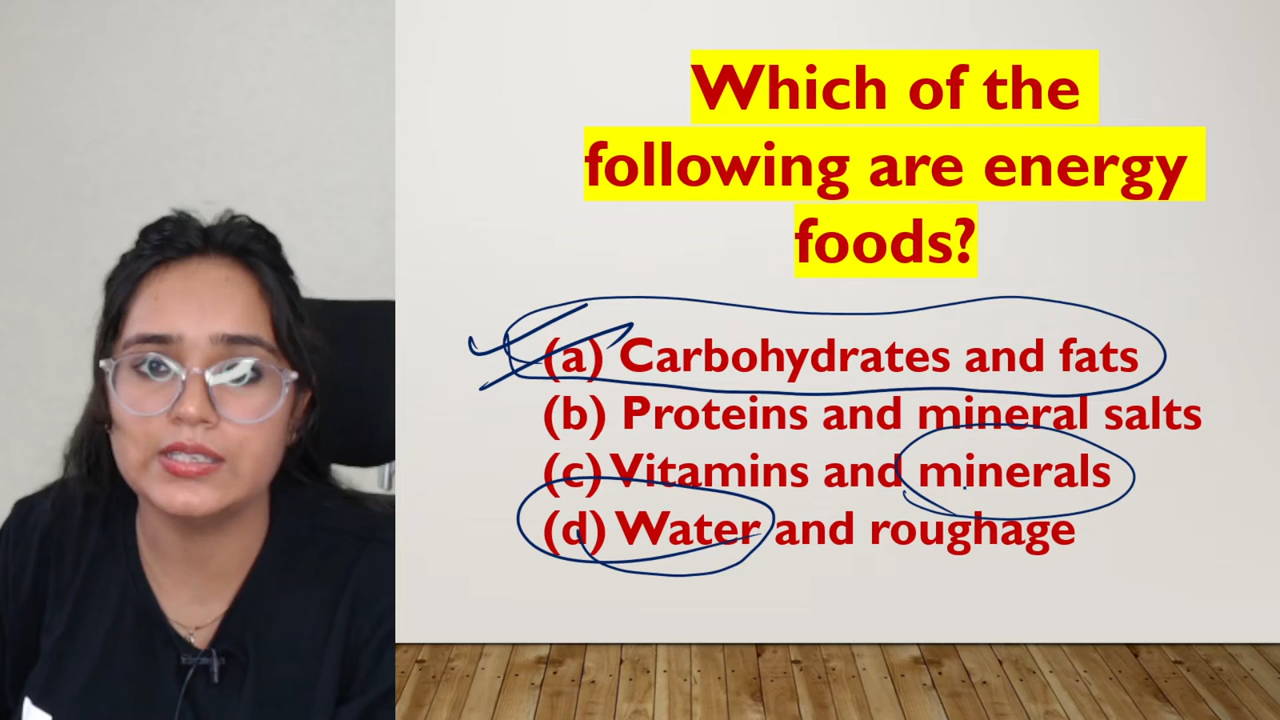 Which of the
following are energy
foods?
(a) Carbohydrates and fats
(b) Proteins and mineral salts
(c) Vitamins and minerals
(d) Water and roughage